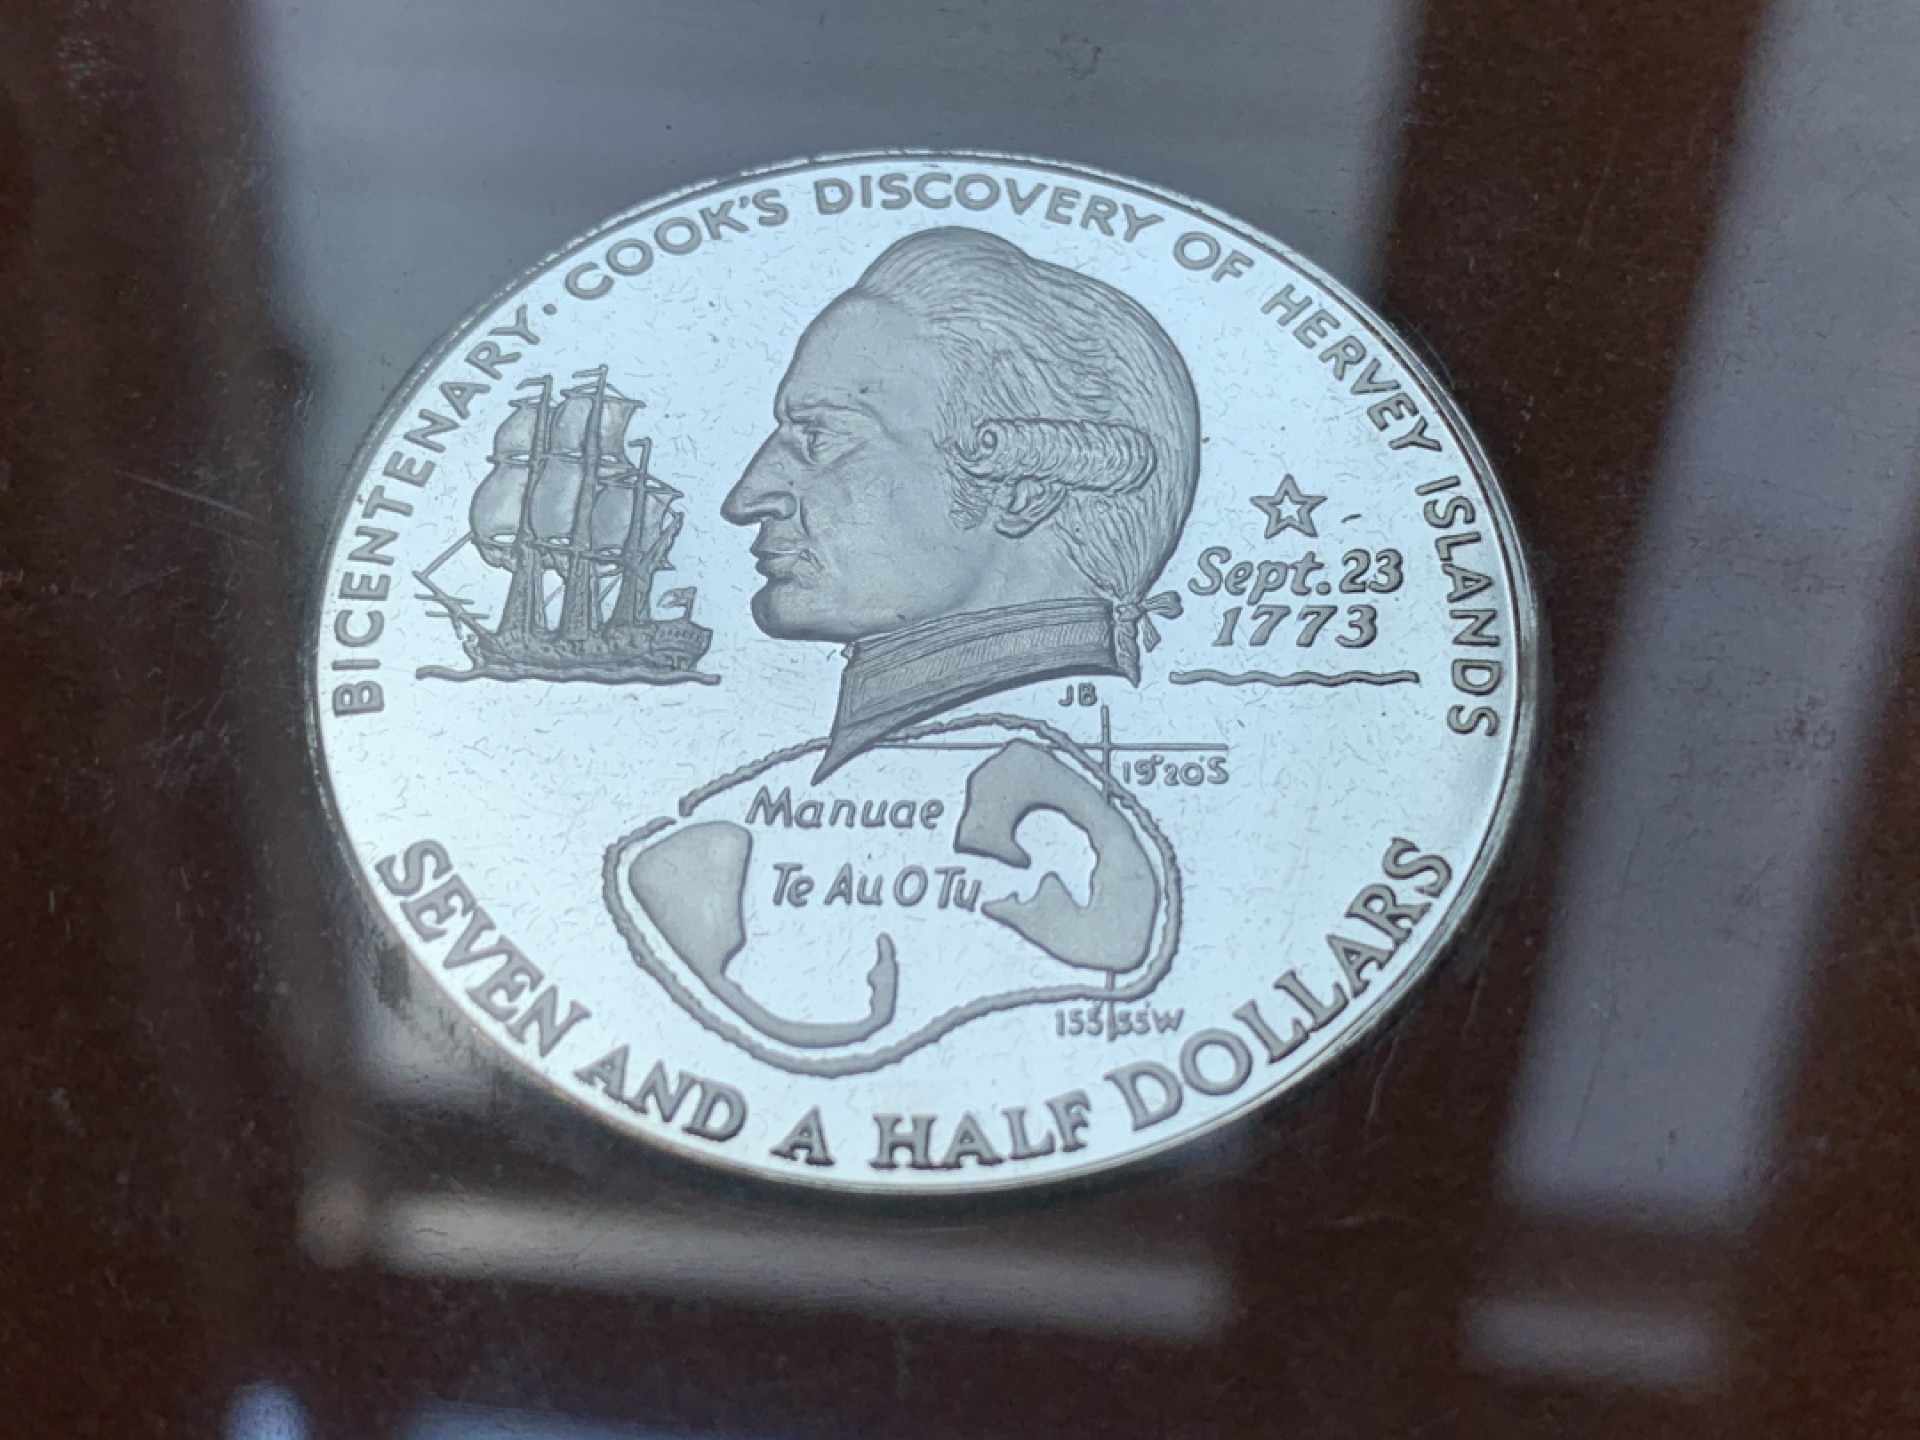 BICENTENARY · COOK'S DISCOVERY OF HERVEY ISLANDS
Sept. 23
1773
JB
19°20'S
Manuae
Te Au O Tu
155°55'W
SEVEN AND A HALF DOLLARS